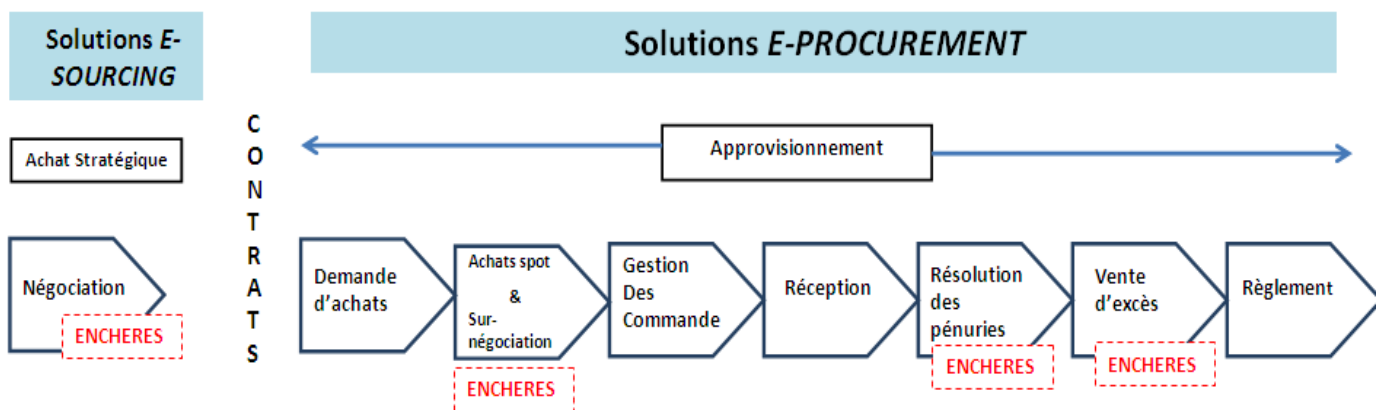 Solutions E-
SOURCING
Solutions E-PROCUREMENT
Achat Stratégique
C
O
N
T
R
A
T
S
Approvisionnement
Négociation
ENCHERES
Demande
d'achats
Achats spot
&
Sur-
négociation
ENCHERES
Gestion
Des
Commande
Réception
Résolution
des
pénuries
ENCHERES
Vente
d'excès
ENCHERES
Règlement